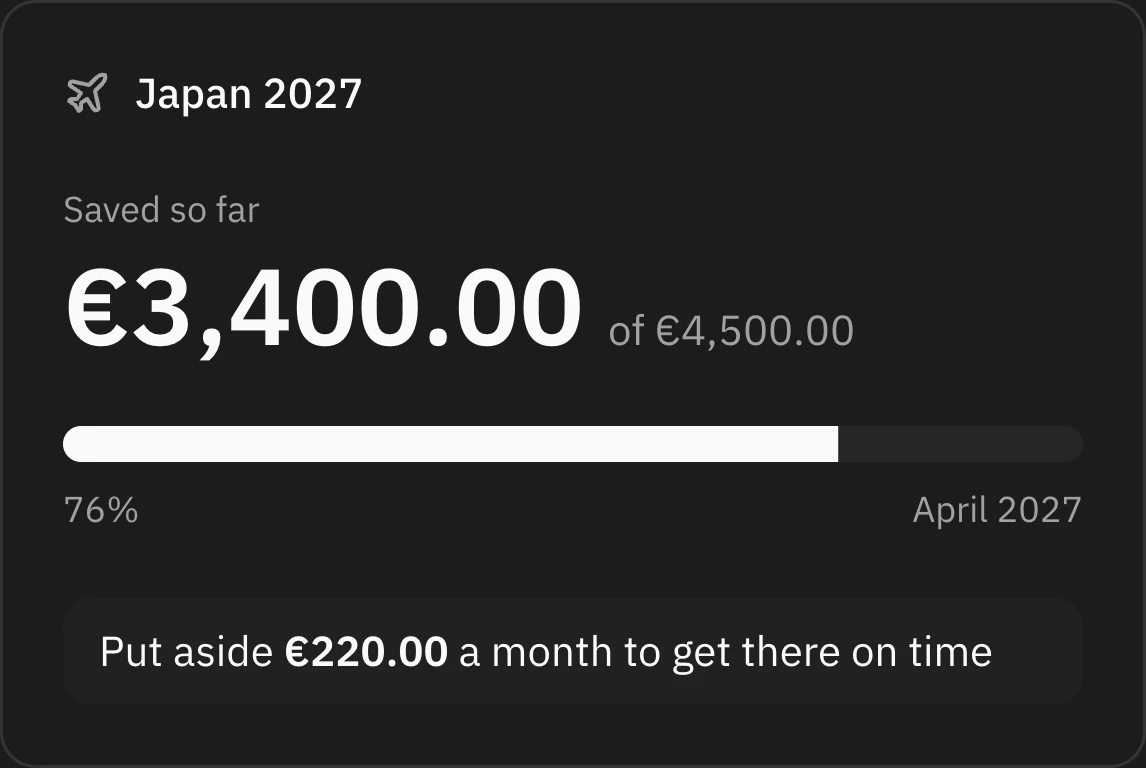 Japan 2027
Saved so far
€3,400.00 of €4,500.00
76% April 2027
Put aside €220.00 a month to get there on time